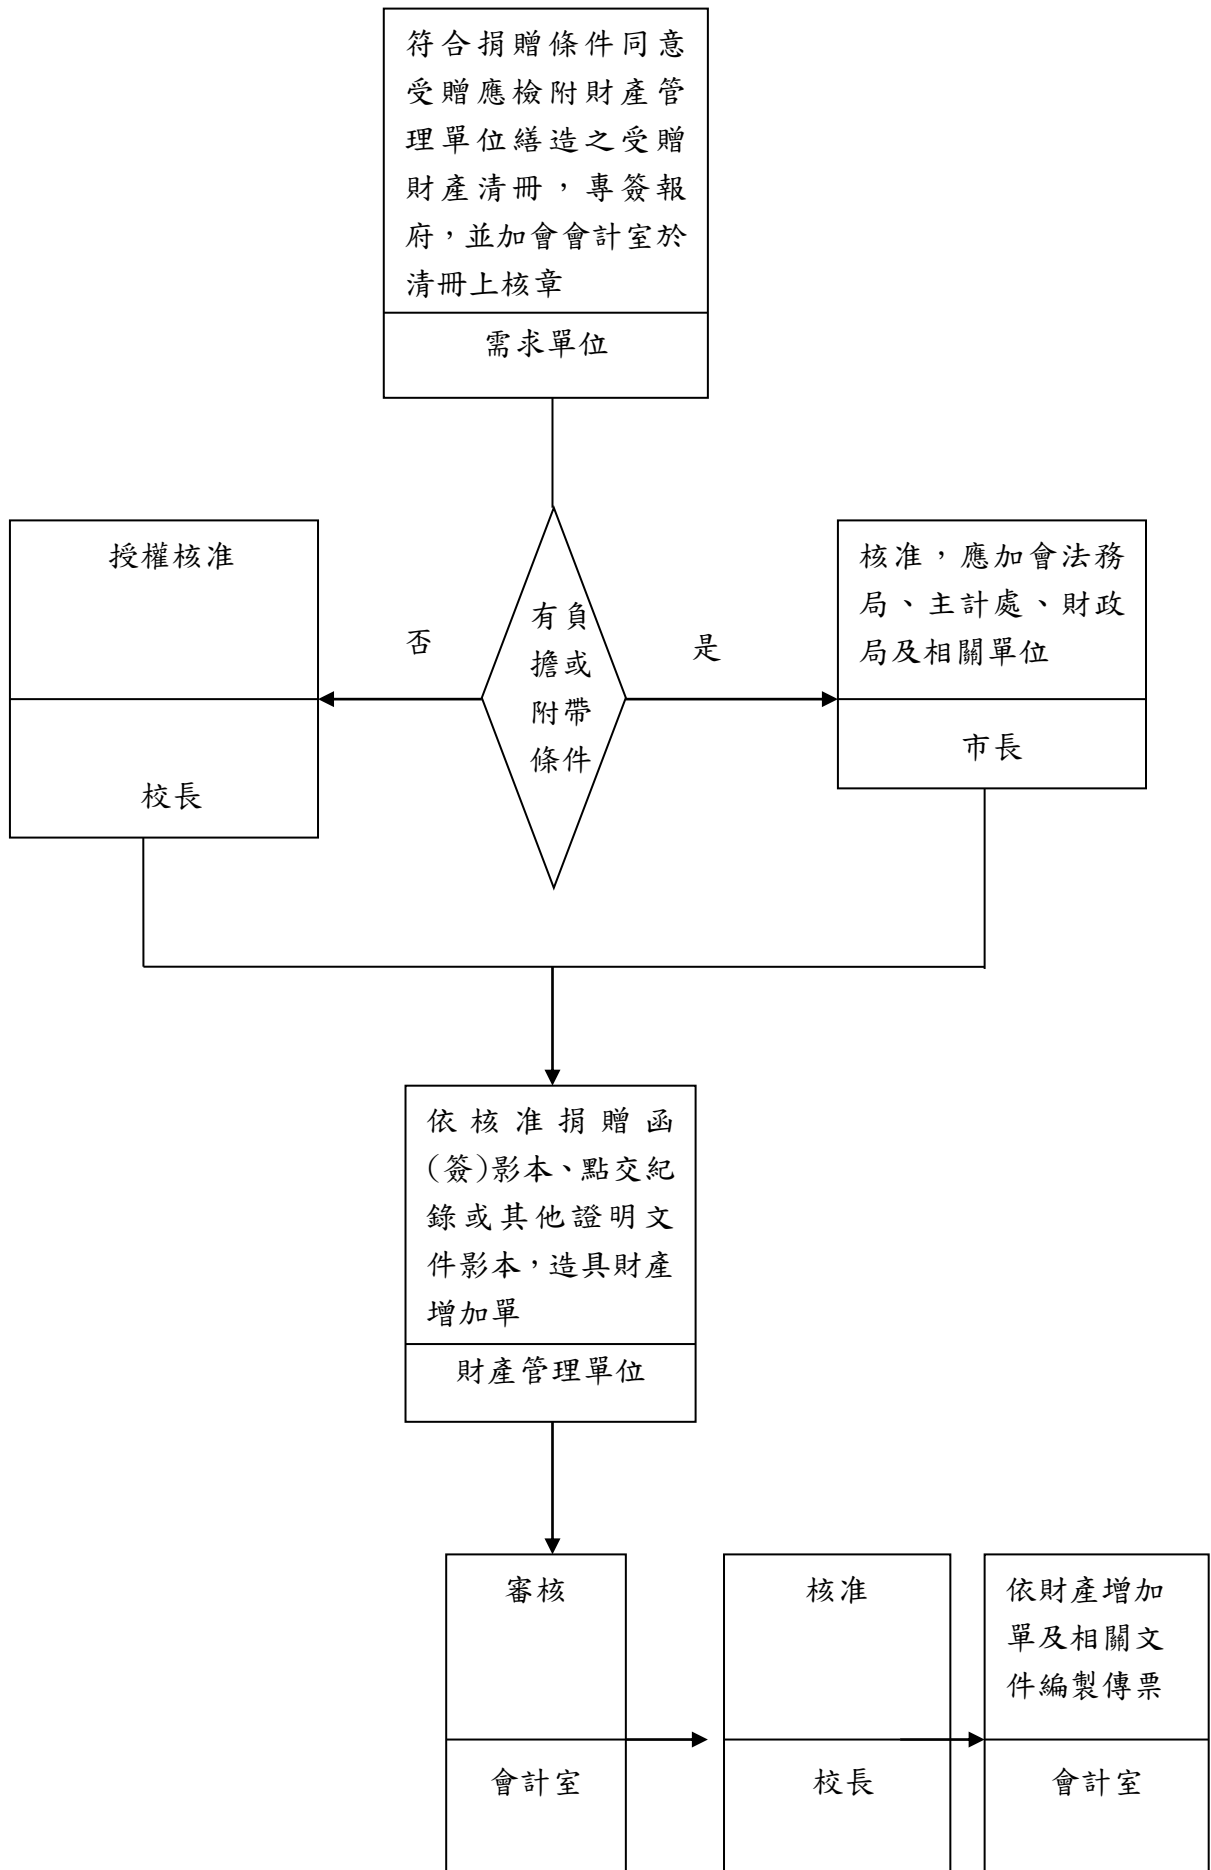 符合捐贈條件同意
受贈應檢附財產管
理單位繕造之受贈
財產清冊，專簽報
府，並加會會計室於
清冊上核章
需求單位
授權核准
校長
否
有負
擔或
附帶
條件
是
核准，應加會法務
局、主計處、財政
局及相關單位
市長
依核准捐贈函
(簽)影本、點交紀
錄或其他證明文
件影本，造具財產
增加單
財產管理單位
審核
會計室
核准
校長
依財產增加
單及相關文
件編製傳票
會計室